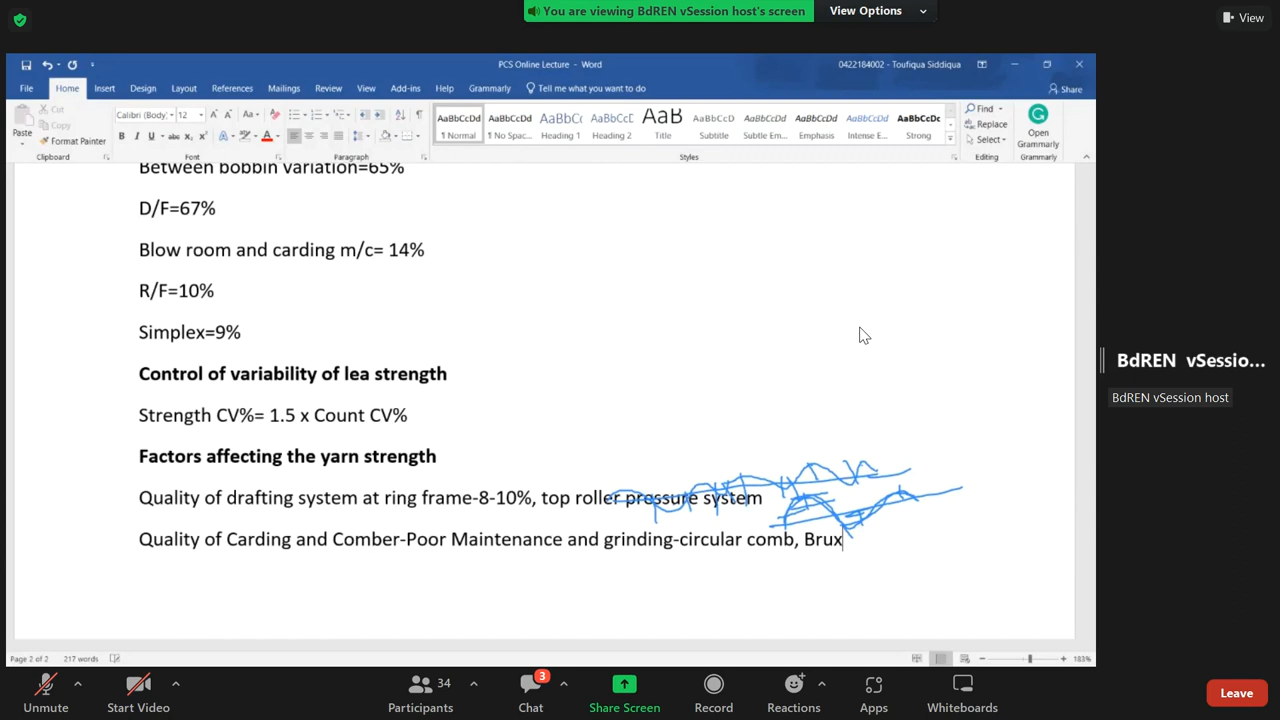 You are viewing BdREN vSession host's screen
View Options
View
PCS Online Lecture - Word
0422184002 - Toufiqua Siddiqua
File Home Insert Design Layout References Mailings Review View Add-ins Help Grammarly Tell me what you want to do
Share
Paste
Cut
Copy
Format Painter
Clipboard
Calibri (Body) 12
Font
Paragraph
AaBbCcDd AaBbCcDd AaBbCc AaBbCcC AaB AaBbCcD AaBbCcDd AaBbCcDd AaBbCcDd AaBbCcDc
¶ Normal ¶ No Spac... Heading 1 Heading 2 Title Subtitle Subtle Em... Emphasis Intense E... Strong
Styles
Find
Replace
Select
Editing
Open Grammarly
Grammarly
Between bobbin variation=65%
D/F=67%
Blow room and carding m/c= 14%
R/F=10%
Simplex=9%
Control of variability of lea strength
Strength CV%= 1.5 x Count CV%
Factors affecting the yarn strength
Quality of drafting system at ring frame-8-10%, top roller pressure system
Quality of Carding and Comber-Poor Maintenance and grinding-circular comb, Brux
BdREN vSessio...
BdREN vSession host
Page 2 of 2 217 words
183%
Unmute
Start Video
34
Participants
3
Chat
Share Screen
Record
Reactions
Apps
Whiteboards
Leave